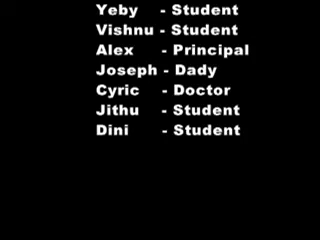 Yeby - Student
Vishnu - Student
Alex - Principal
Joseph - Dady
Cyric - Doctor
Jithu - Student
Dini - Student